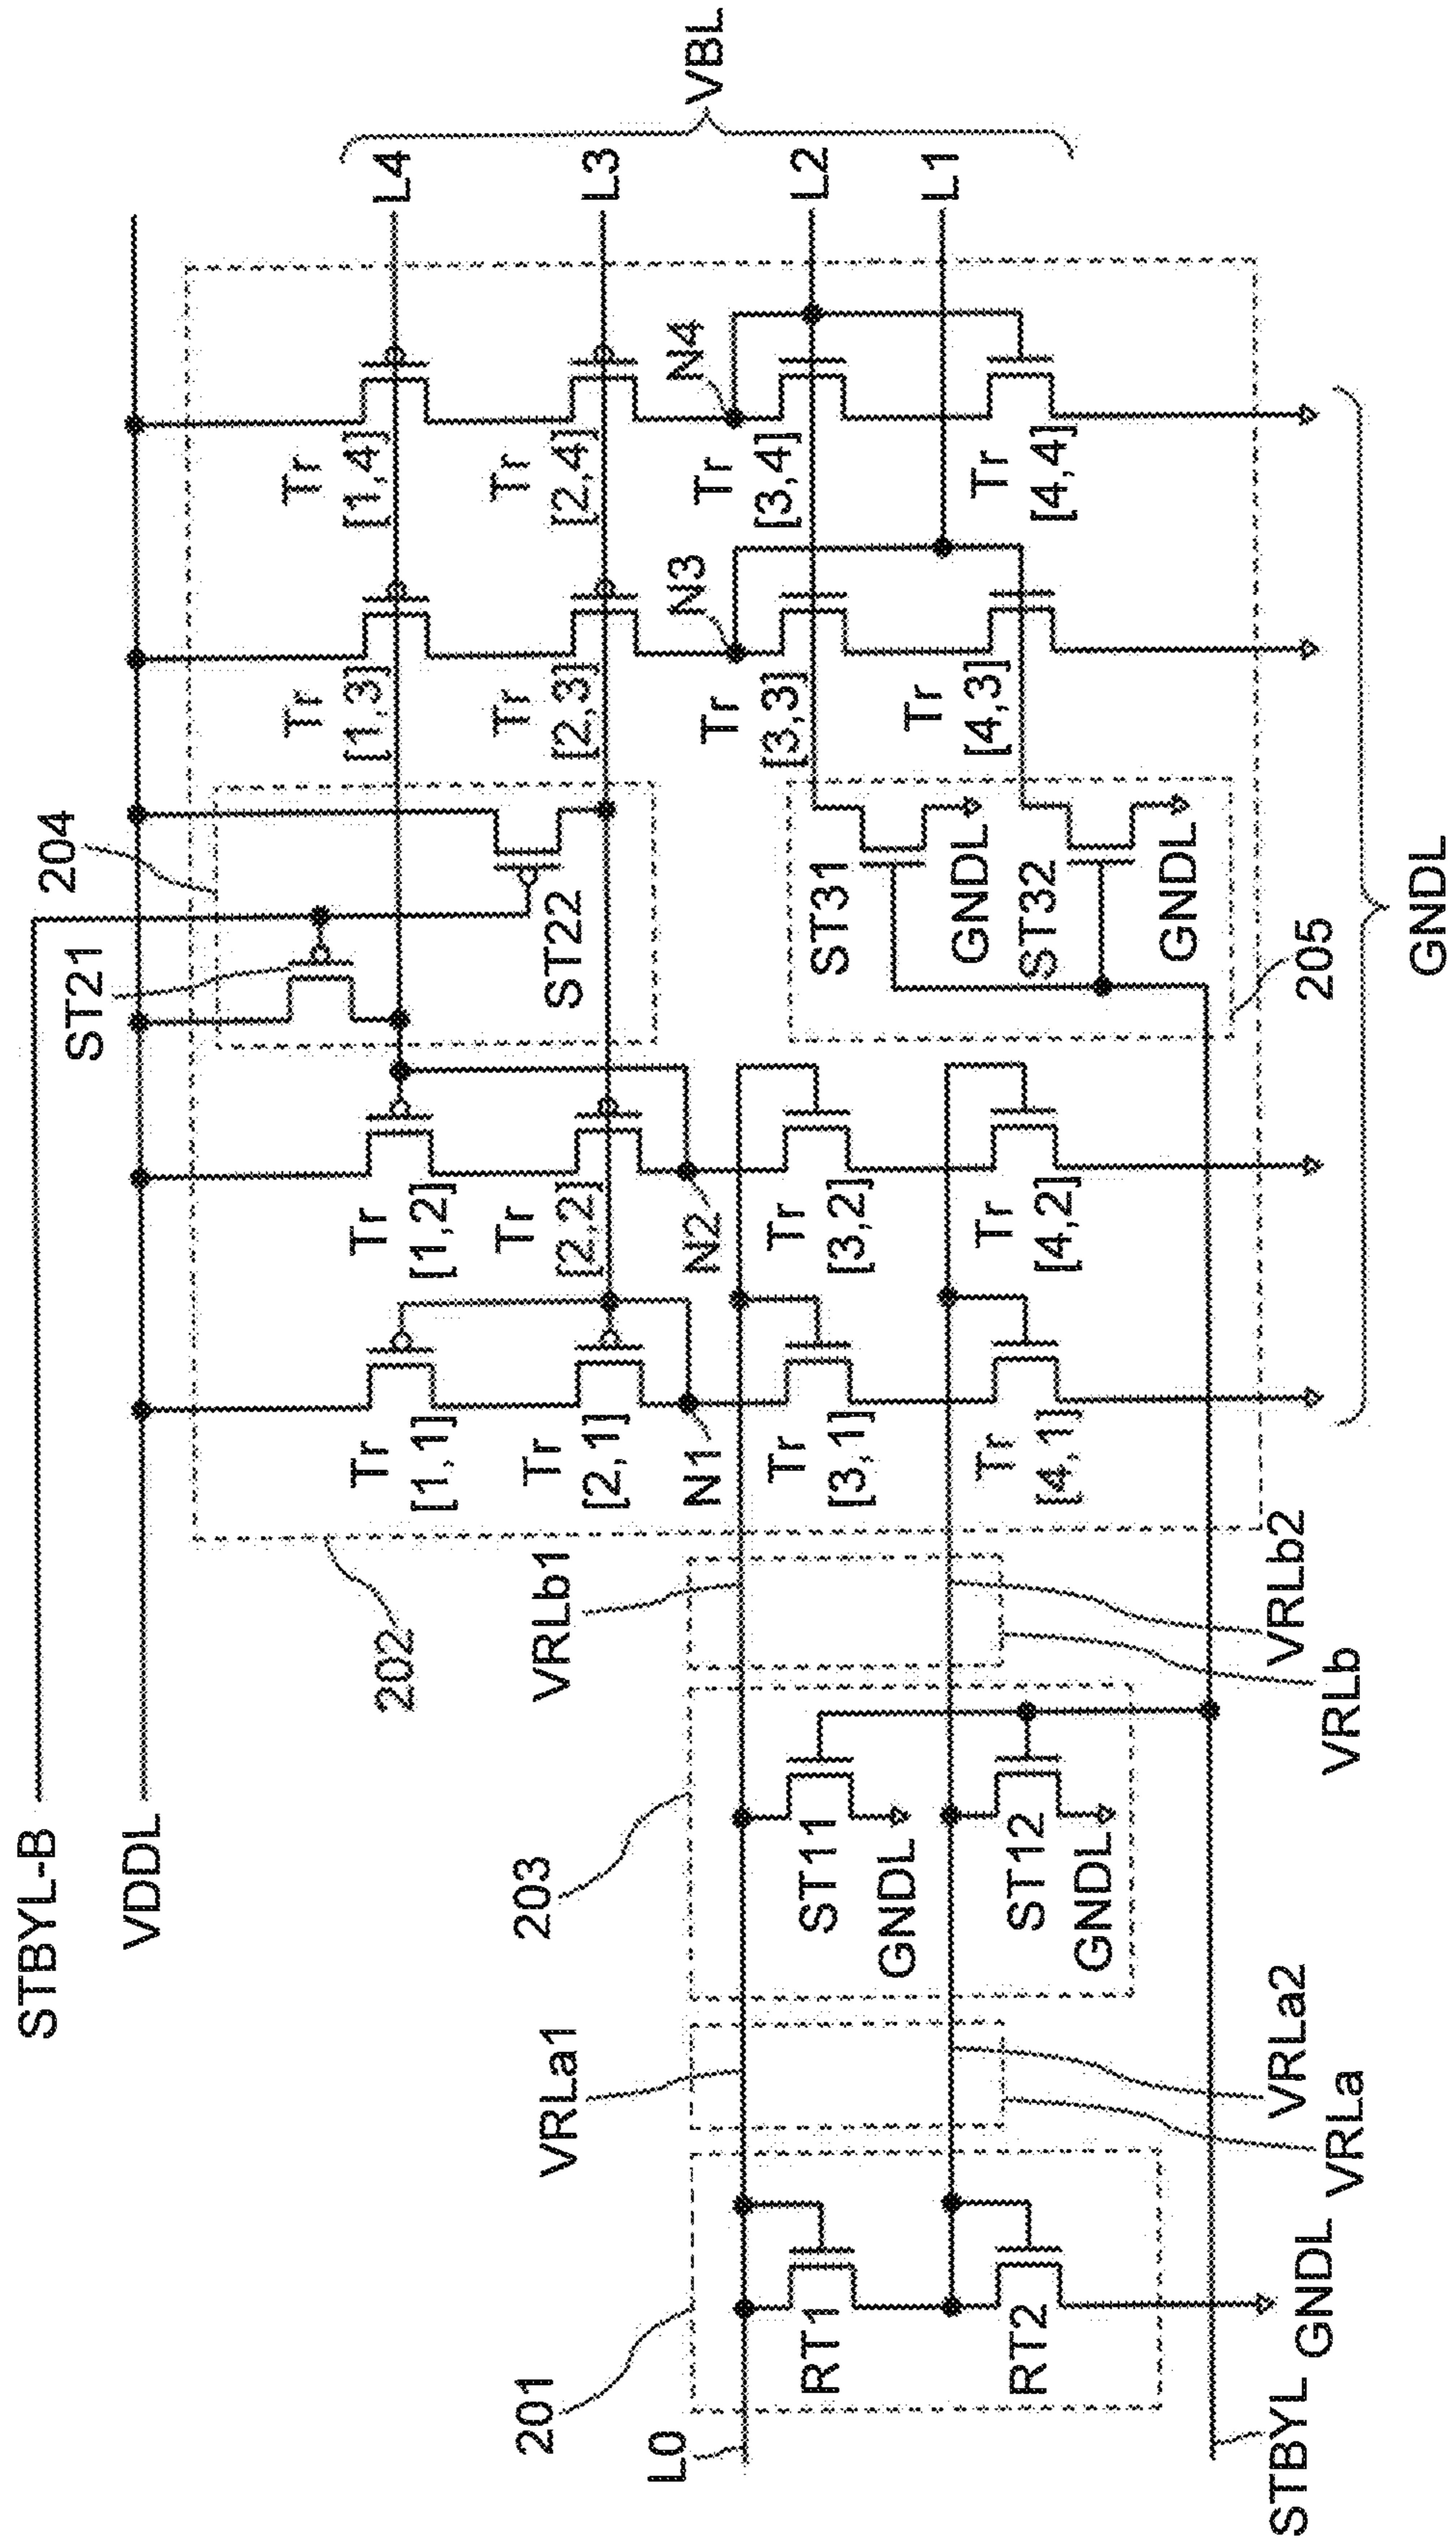 STBYL-B
VDDL
ST21
204
202
Tr
[1,1]
Tr
[1,2]
Tr
[1,3]
Tr
[1,4]
L4
Tr
[2,1]
Tr
[2,2]
ST22
Tr
[2,3]
Tr
[2,4]
L3
VBL
201
L0
VRLa1
203
VRLb1
N1
N2
N3
N4
RT1
ST11
GNDL
Tr
[3,1]
Tr
[3,2]
ST31
GNDL
Tr
[3,3]
Tr
[3,4]
L2
L1
RT2
ST12
GNDL
Tr
[4,1]
Tr
[4,2]
ST32
GNDL
Tr
[4,3]
Tr
[4,4]
STBYL
GNDL
VRLa2
VRLa
VRLb2
VRLb
205
GNDL